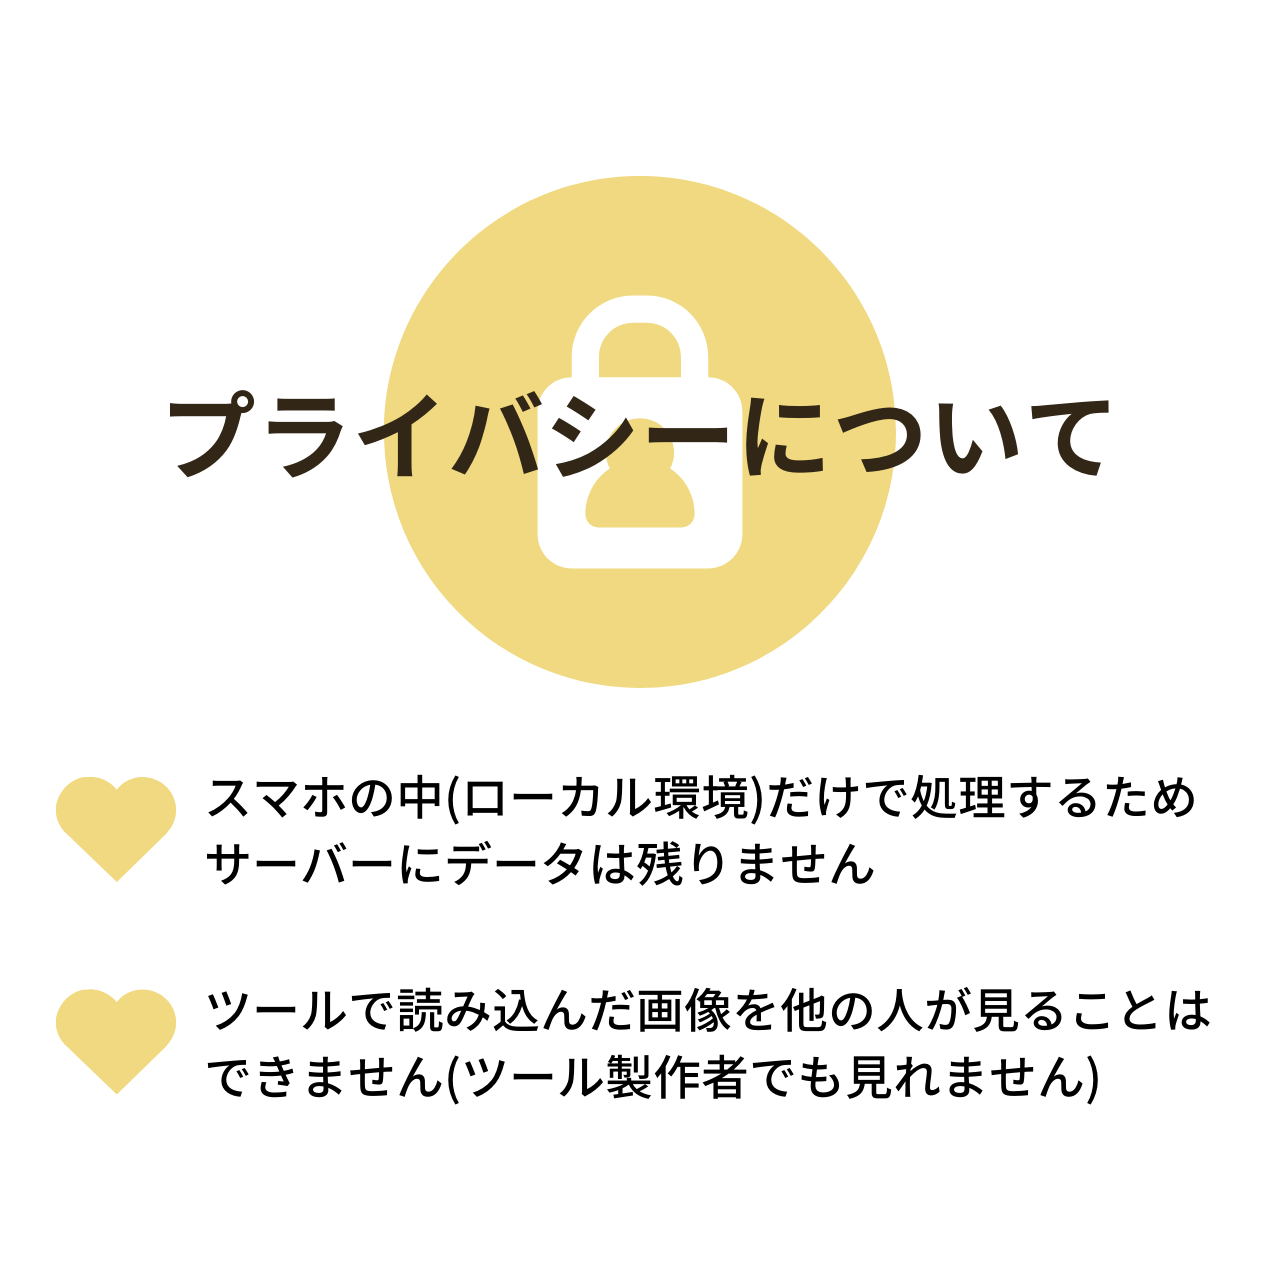 プライバシーについて
スマホの中(ローカル環境)だけで処理するため
サーバーにデータは残りません
ツールで読み込んだ画像を他の人が見ることは
できません(ツール製作者でも見れません)